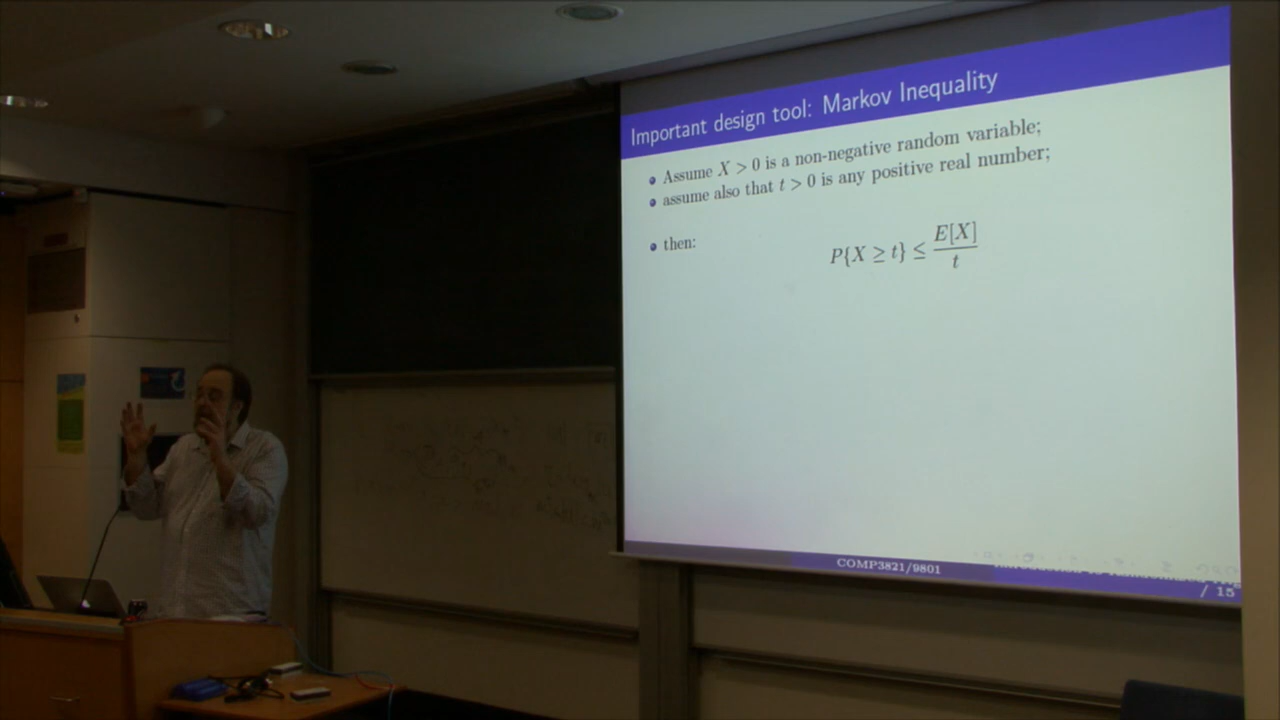 Important design tool: Markov Inequality
Assume X > 0 is a non-negative random variable;
assume also that t > 0 is any positive real number;
then:
P{X ≥ t} ≤ E[X] / t
COMP3821/9801
/ 15